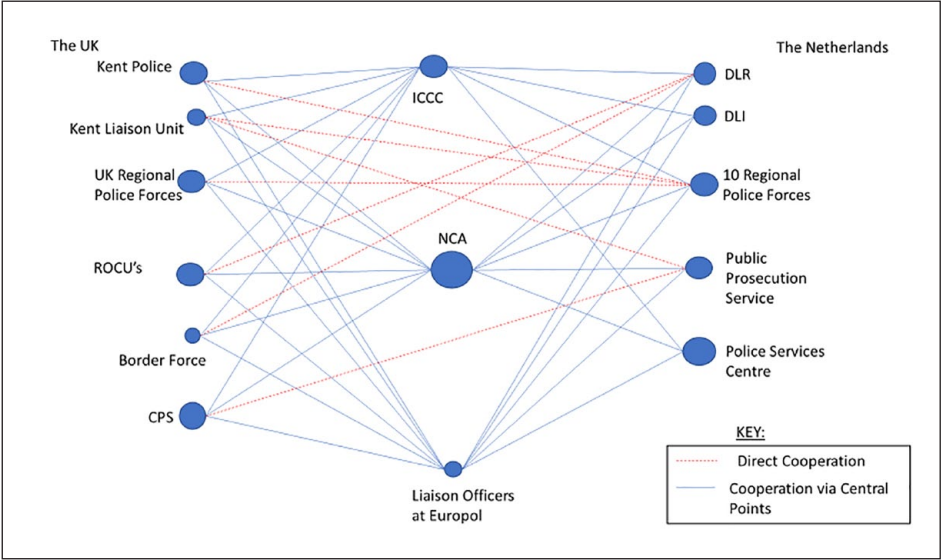 The UK
Kent Police
Kent Liaison Unit
UK Regional
Police Forces
ROCU's
Border Force
CPS
ICCC
NCA
Liaison Officers
at Europol
The Netherlands
DLR
DLI
10 Regional
Police Forces
Public
Prosecution
Service
Police Services
Centre
KEY:
Direct Cooperation
Cooperation via Central
Points